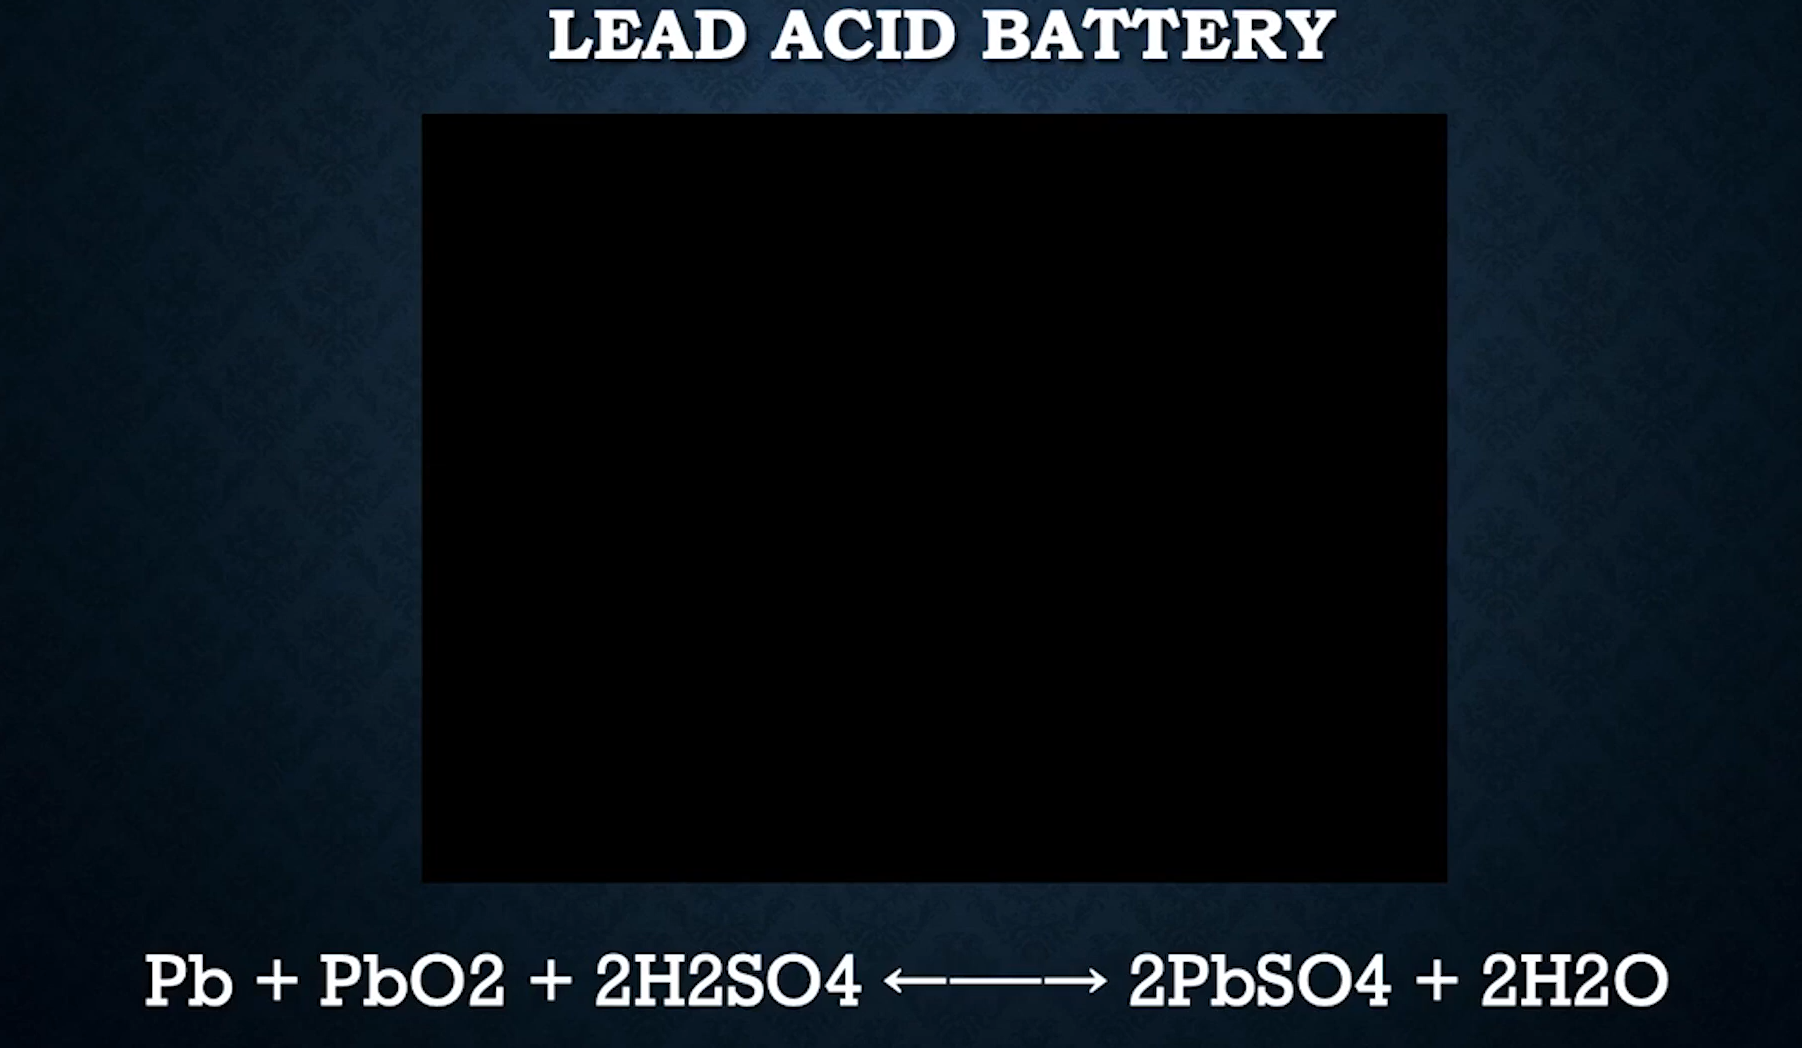 LEAD ACID BATTERY
Pb + PbO2 + 2H2SO4 ←——→ 2PbSO4 + 2H2O